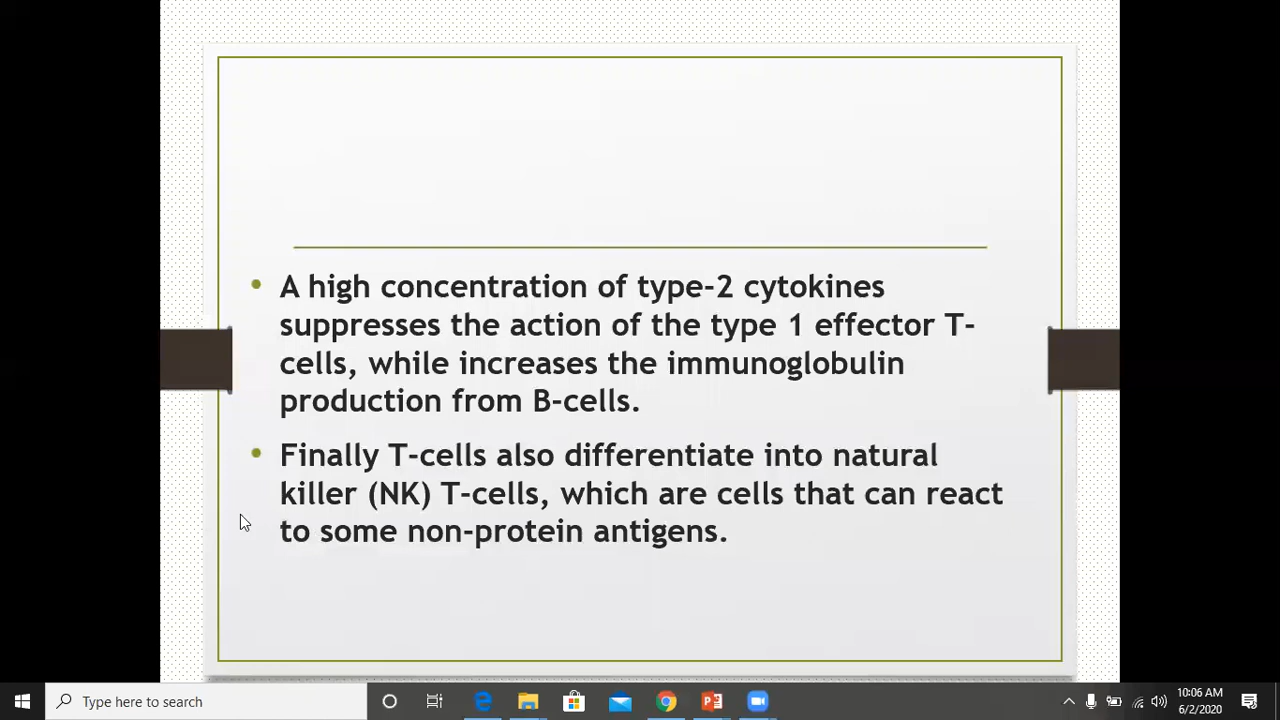 • A high concentration of type-2 cytokines
suppresses the action of the type 1 effector T-
cells, while increases the immunoglobulin
production from B-cells.
• Finally T-cells also differentiate into natural
killer (NK) T-cells, which are cells that can react
to some non-protein antigens.
Type here to search
10:06 AM
6/2/2020